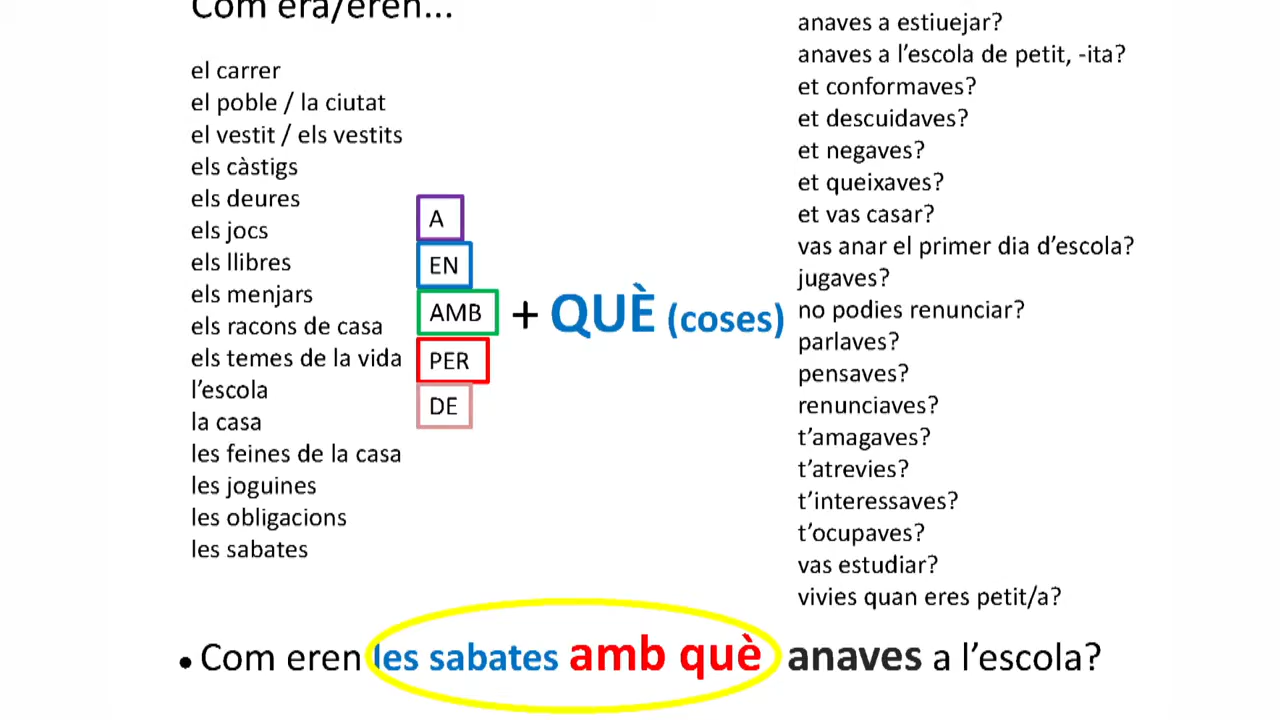 Com era/eren...
el carrer
el poble / la ciutat
el vestit / els vestits
els càstigs
els deures
els jocs
els llibres
els menjars
els racons de casa
els temes de la vida
l’escola
la casa
les feines de la casa
les joguines
les obligacions
les sabates
A
EN
AMB
PER
DE
+ QUÈ (coses)
anaves a estiuejar?
anaves a l’escola de petit, -ita?
et conformaves?
et descuidaves?
et negaves?
et queixaves?
et vas casar?
vas anar el primer dia d’escola?
jugaves?
no podies renunciar?
parlaves?
pensaves?
renunciaves?
t’amagaves?
t’atrevies?
t’interessaves?
t’ocupaves?
vas estudiar?
vivies quan eres petit/a?
• Com eren les sabates amb què anaves a l’escola?